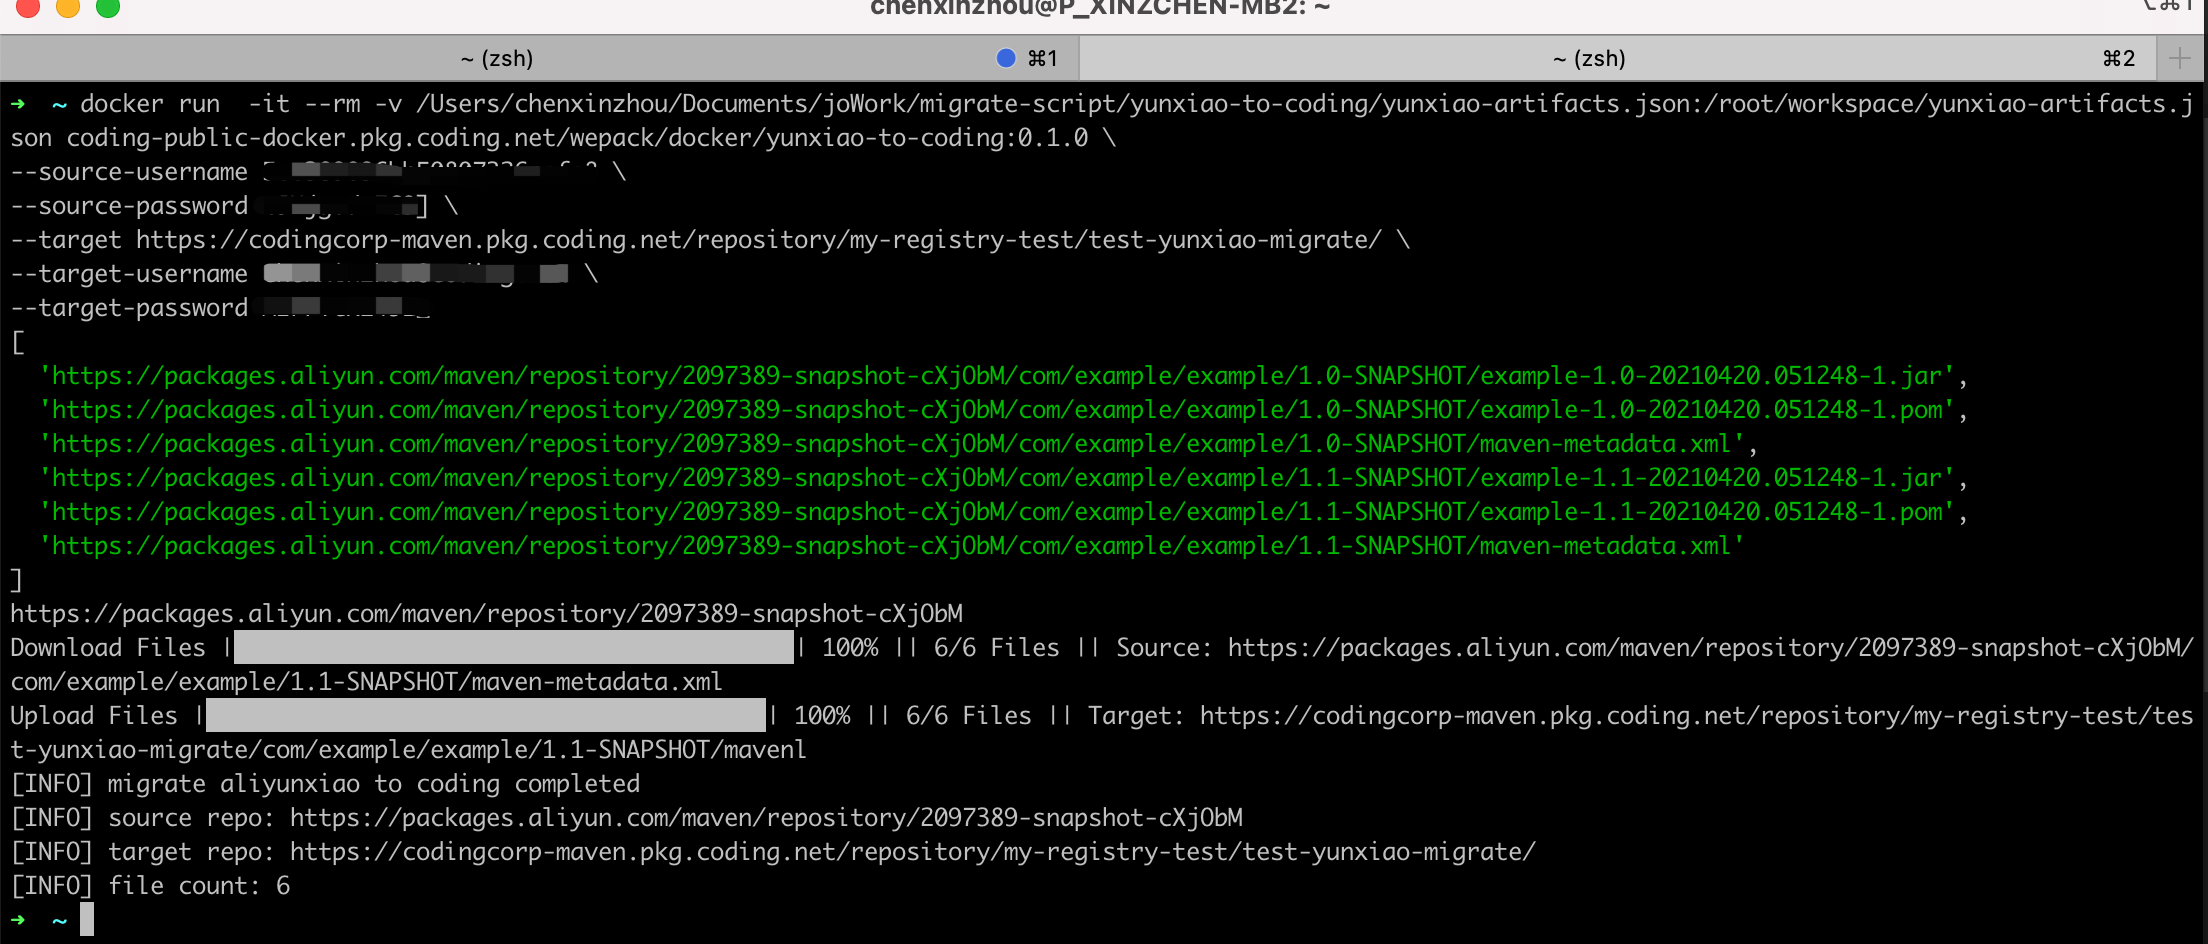 chenxinzhou@P_XINZCHEN-MB2: ~
~ (zsh) ⌘1 ~ (zsh) ⌘2 +
➜ ~ docker run  -it --rm -v /Users/chenxinzhou/Documents/joWork/migrate-script/yunxiao-to-coding/yunxiao-artifacts.json:/root/workspace/yunxiao-artifacts.j
son coding-public-docker.pkg.coding.net/wepack/docker/yunxiao-to-coding:0.1.0 \
--source-username \
--source-password ] \
--target https://codingcorp-maven.pkg.coding.net/repository/my-registry-test/test-yunxiao-migrate/ \
--target-username \
--target-password
[
'https://packages.aliyun.com/maven/repository/2097389-snapshot-cXjObM/com/example/example/1.0-SNAPSHOT/example-1.0-20210420.051248-1.jar',
'https://packages.aliyun.com/maven/repository/2097389-snapshot-cXjObM/com/example/example/1.0-SNAPSHOT/example-1.0-20210420.051248-1.pom',
'https://packages.aliyun.com/maven/repository/2097389-snapshot-cXjObM/com/example/example/1.0-SNAPSHOT/maven-metadata.xml',
'https://packages.aliyun.com/maven/repository/2097389-snapshot-cXjObM/com/example/example/1.1-SNAPSHOT/example-1.1-20210420.051248-1.jar',
'https://packages.aliyun.com/maven/repository/2097389-snapshot-cXjObM/com/example/example/1.1-SNAPSHOT/example-1.1-20210420.051248-1.pom',
'https://packages.aliyun.com/maven/repository/2097389-snapshot-cXjObM/com/example/example/1.1-SNAPSHOT/maven-metadata.xml'
]
https://packages.aliyun.com/maven/repository/2097389-snapshot-cXjObM
Download Files | | 100% || 6/6 Files || Source: https://packages.aliyun.com/maven/repository/2097389-snapshot-cXjObM/
com/example/example/1.1-SNAPSHOT/maven-metadata.xml
Upload Files | | 100% || 6/6 Files || Target: https://codingcorp-maven.pkg.coding.net/repository/my-registry-test/tes
t-yunxiao-migrate/com/example/example/1.1-SNAPSHOT/mavenl
[INFO] migrate aliyunxiao to coding completed
[INFO] source repo: https://packages.aliyun.com/maven/repository/2097389-snapshot-cXjObM
[INFO] target repo: https://codingcorp-maven.pkg.coding.net/repository/my-registry-test/test-yunxiao-migrate/
[INFO] file count: 6
➜ ~